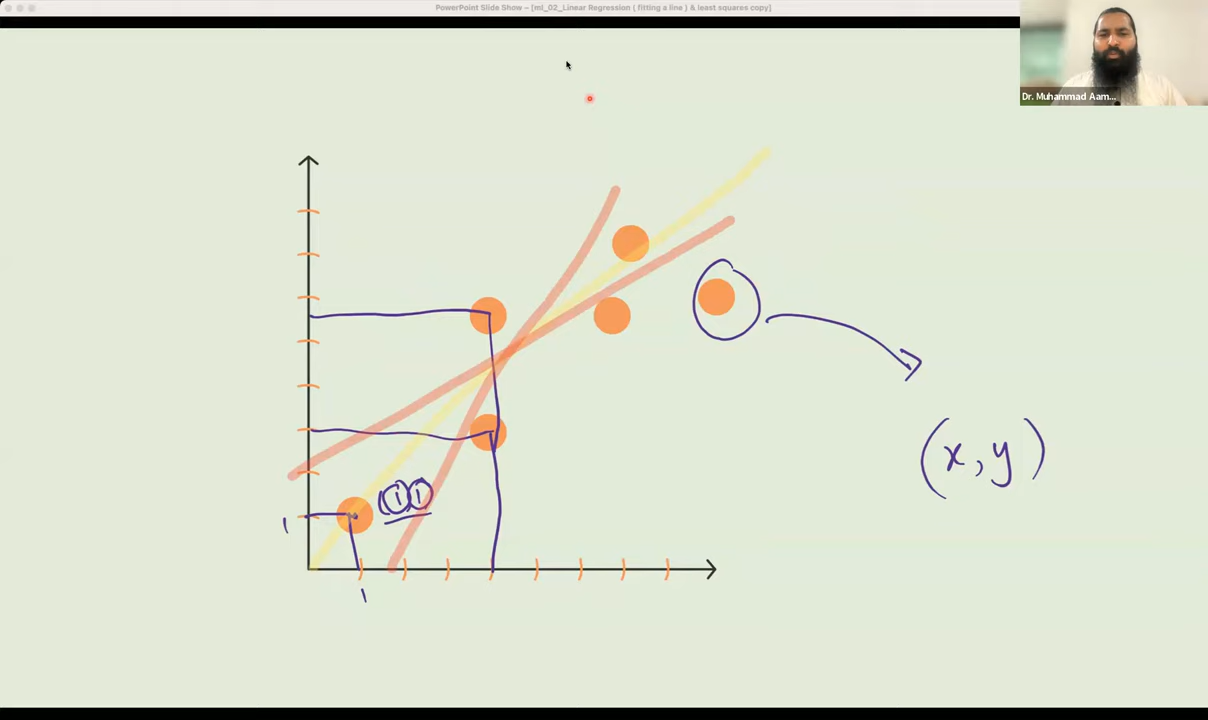 PowerPoint Slide Show – [ml_02_Linear Regression ( fitting a line ) & least squares copy]
Dr. Muhammad Aam...
(x, y)
1 1
1
1